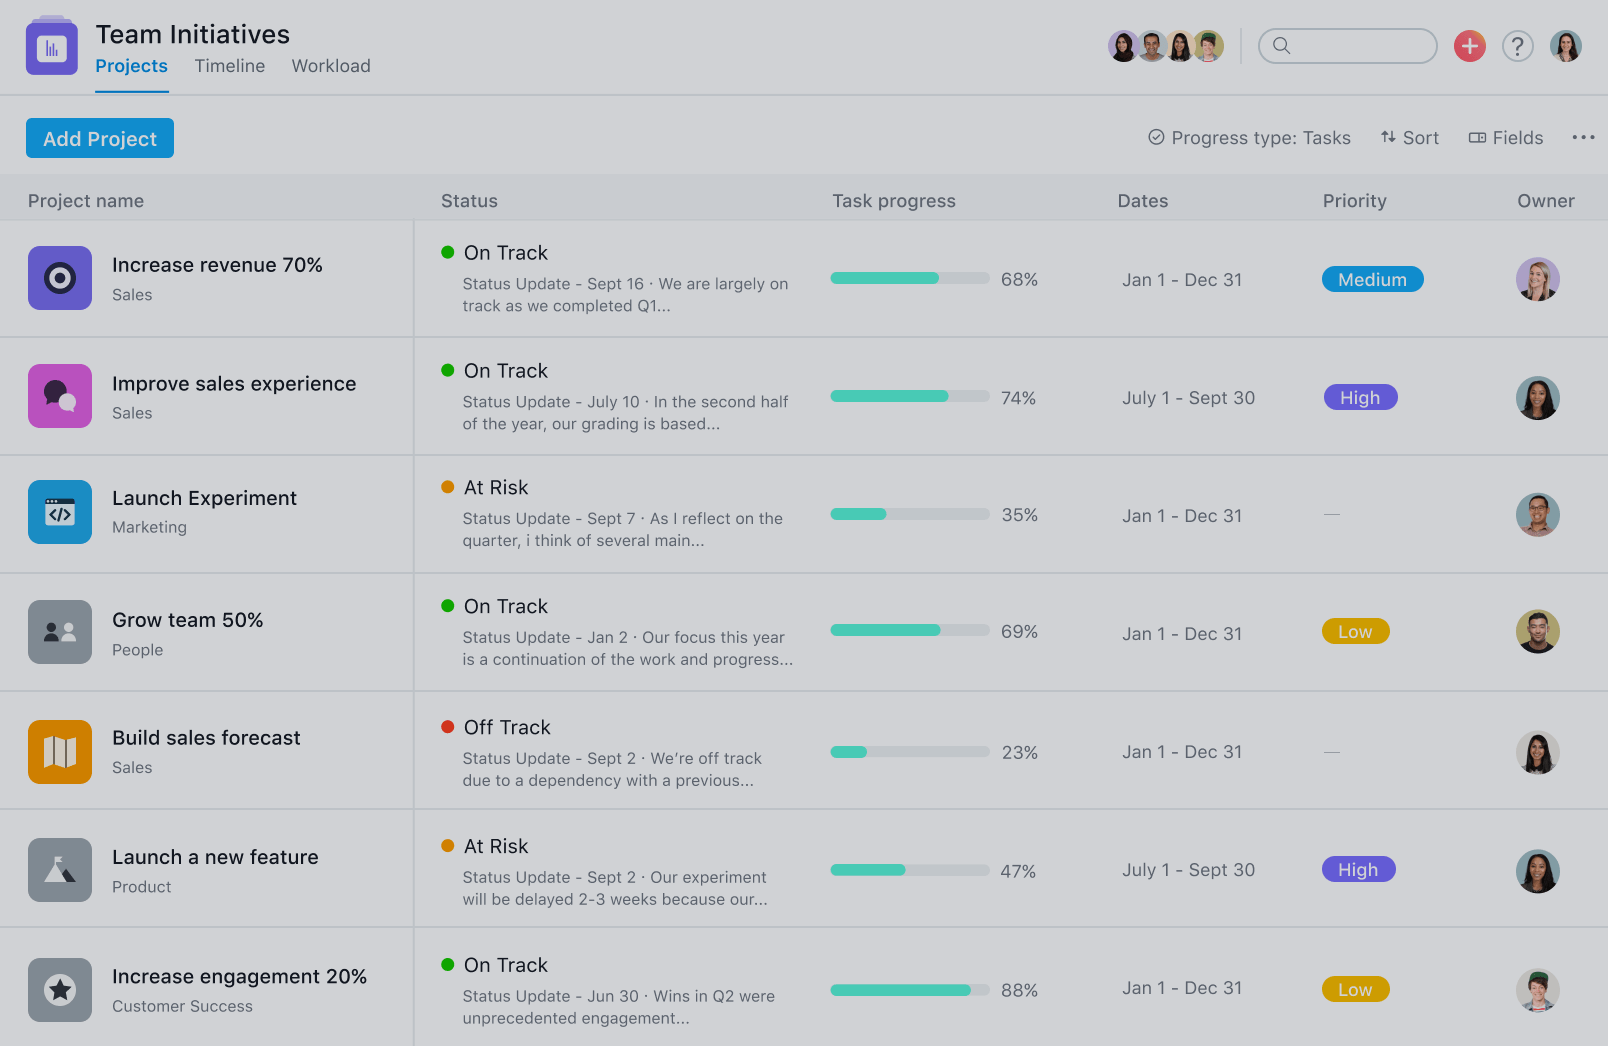 Team Initiatives
Projects Timeline Workload
Add Project
Progress type: Tasks Sort Fields
Project name Status Task progress Dates Priority Owner
Increase revenue 70%
Sales
On Track
Status Update - Sept 16 · We are largely on
track as we completed Q1...
68% Jan 1 - Dec 31 Medium
Improve sales experience
Sales
On Track
Status Update - July 10 · In the second half
of the year, our grading is based...
74% July 1 - Sept 30 High
Launch Experiment
Marketing
At Risk
Status Update - Sept 7 · As I reflect on the
quarter, i think of several main...
35% Jan 1 - Dec 31 —
Grow team 50%
People
On Track
Status Update - Jan 2 · Our focus this year
is a continuation of the work and progress...
69% Jan 1 - Dec 31 Low
Build sales forecast
Sales
Off Track
Status Update - Sept 2 · We’re off track
due to a dependency with a previous...
23% Jan 1 - Dec 31 —
Launch a new feature
Product
At Risk
Status Update - Sept 2 · Our experiment
will be delayed 2-3 weeks because our...
47% July 1 - Sept 30 High
Increase engagement 20%
Customer Success
On Track
Status Update - Jun 30 · Wins in Q2 were
unprecedented engagement...
88% Jan 1 - Dec 31 Low